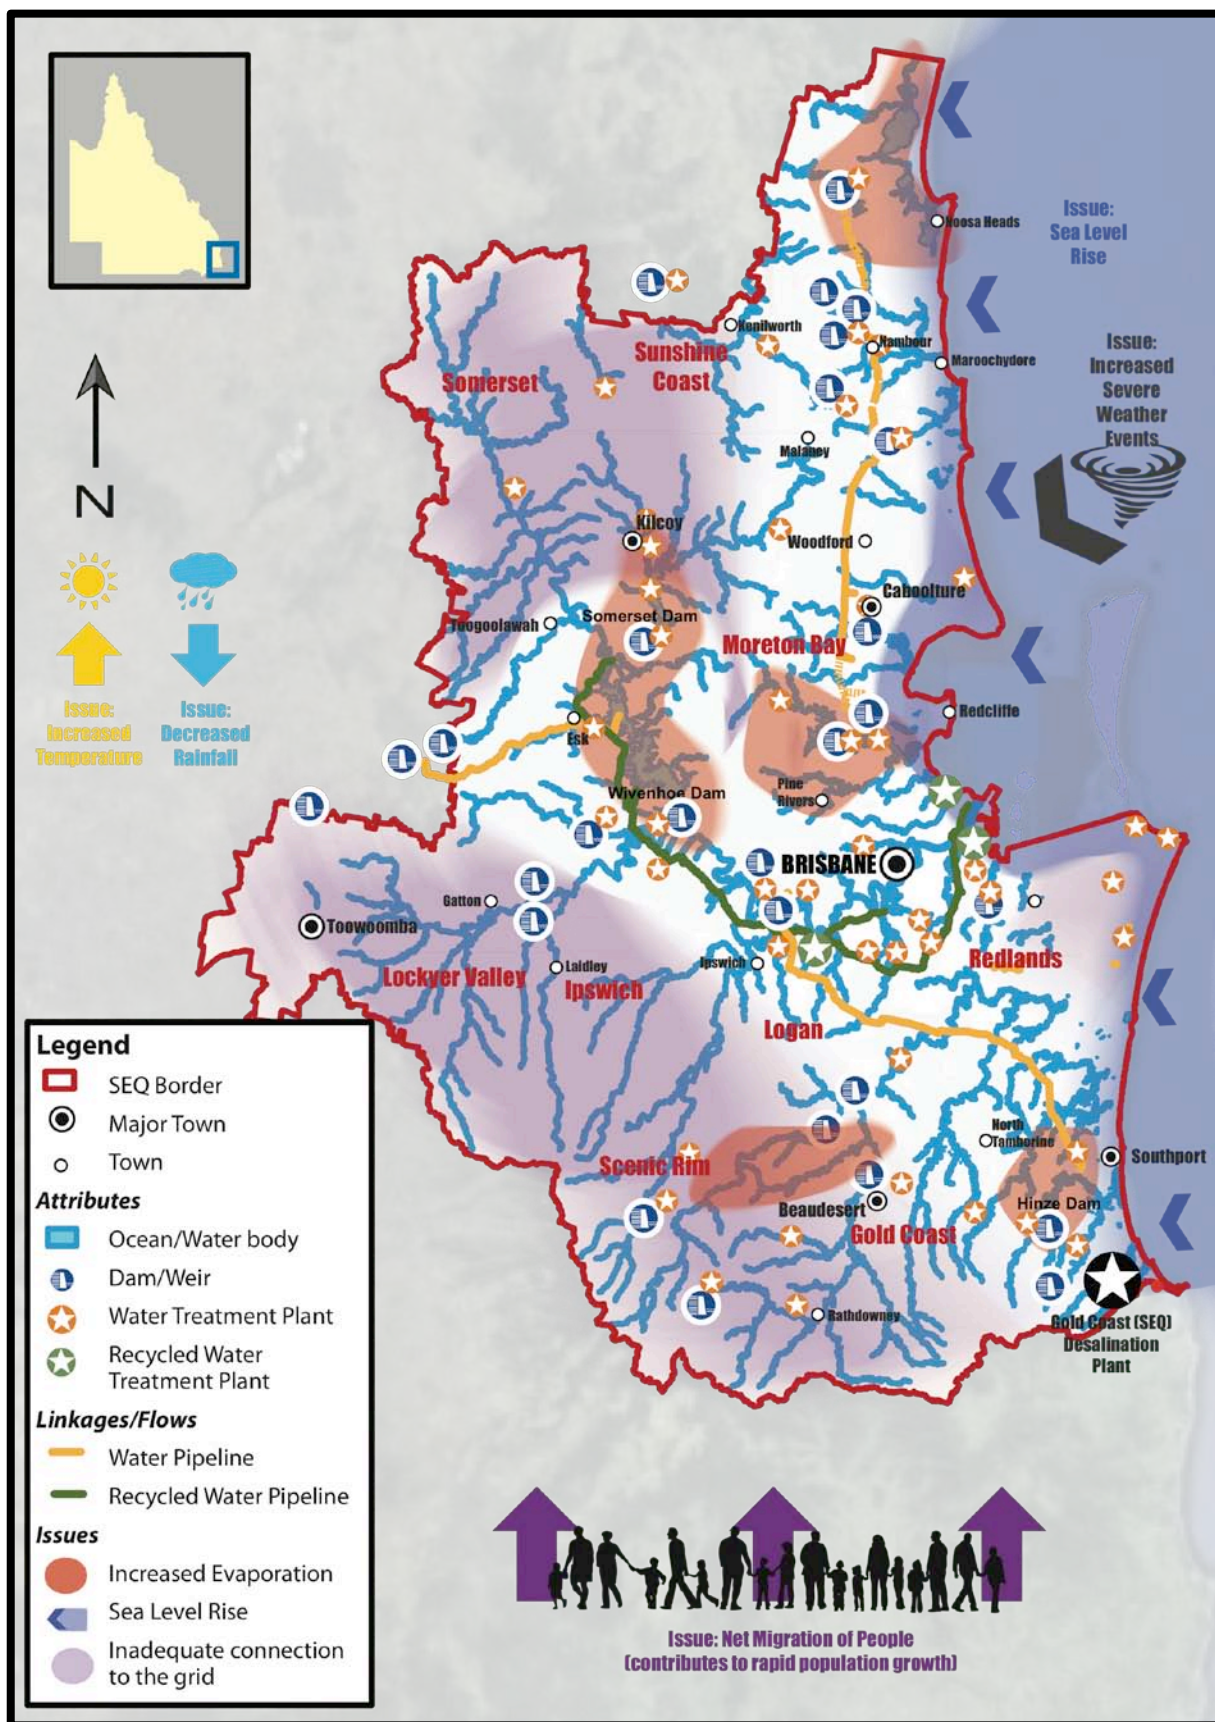 Issue:
Sea Level
Rise
Noosa Heads
Issue:
Increased
Severe
Weather
Events
Kenilworth
Nambour
Maroochydore
Sunshine
Coast
Somerset
Malaney
N
Kilcoy
Woodford
Caboolture
Somerset Dam
Toogoolawah
Moreton Bay
Issue:
Increased
Temperature
Issue:
Decreased
Rainfall
Redcliffe
Esk
Pine
Rivers
Wivenhoe Dam
BRISBANE
Gatton
Toowoomba
Lockyer Valley
Laidley
Ipswich
Ipswich
Redlands
Logan
North
Tamborine
Southport
Scenic Rim
Beaudesert
Hinze Dam
Gold Coast
Rathdowney
Gold Coast (SEQ)
Desalination
Plant
Legend
SEQ Border
Major Town
Town
Attributes
Ocean/Water body
Dam/Weir
Water Treatment Plant
Recycled Water
Treatment Plant
Linkages/Flows
Water Pipeline
Recycled Water Pipeline
Issues
Increased Evaporation
Sea Level Rise
Inadequate connection
to the grid
Issue: Net Migration of People
(contributes to rapid population growth)